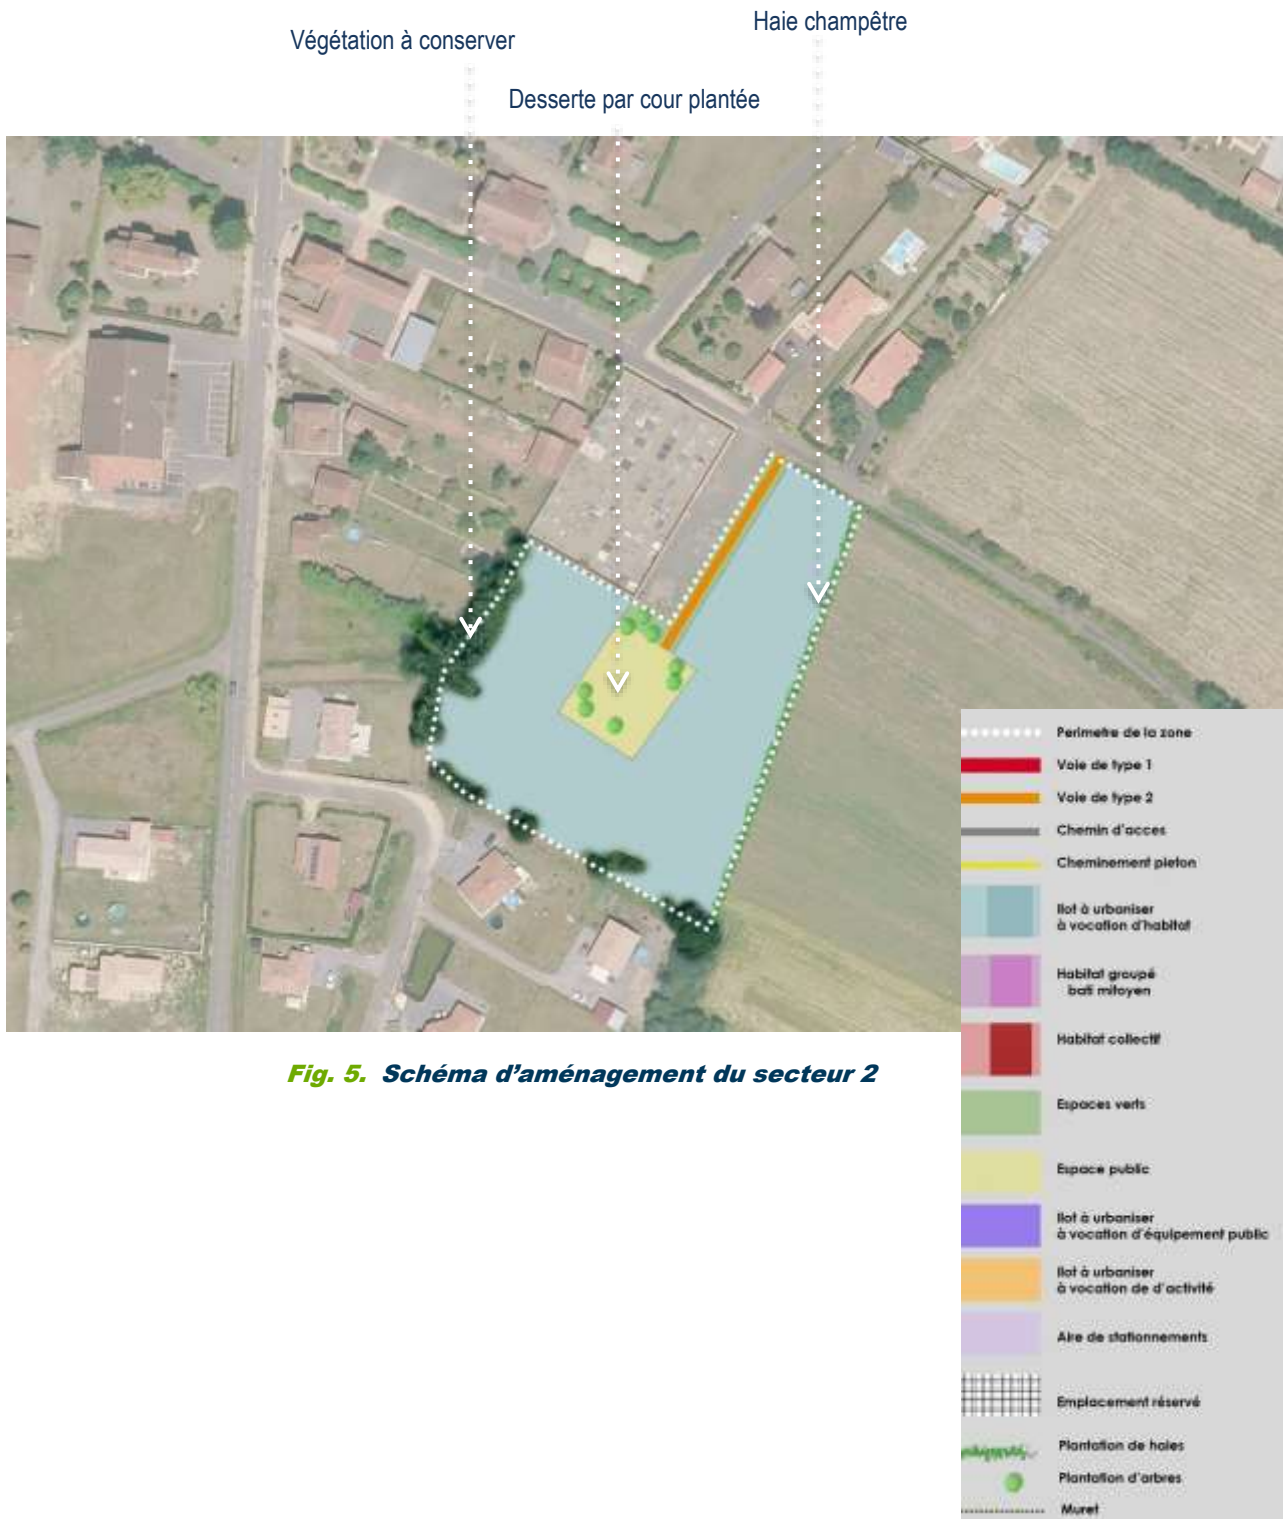 Haie champêtre
Végétation à conserver
Desserte par cour plantée
Perimetre de la zone
Voie de type 1
Voie de type 2
Chemin d'acces
Cheminement pieton
Ilot à urbaniser
à vocation d'habitat
Habitat groupé
bati mitoyen
Habitat collectif
Espaces verts
Espace public
Ilot à urbaniser
à vocation d'équipement public
Ilot à urbaniser
à vocation de d'activité
Aire de stationnements
Emplacement réservé
Plantation de haies
Plantation d'arbres
Muret
Fig. 5. Schéma d'aménagement du secteur 2